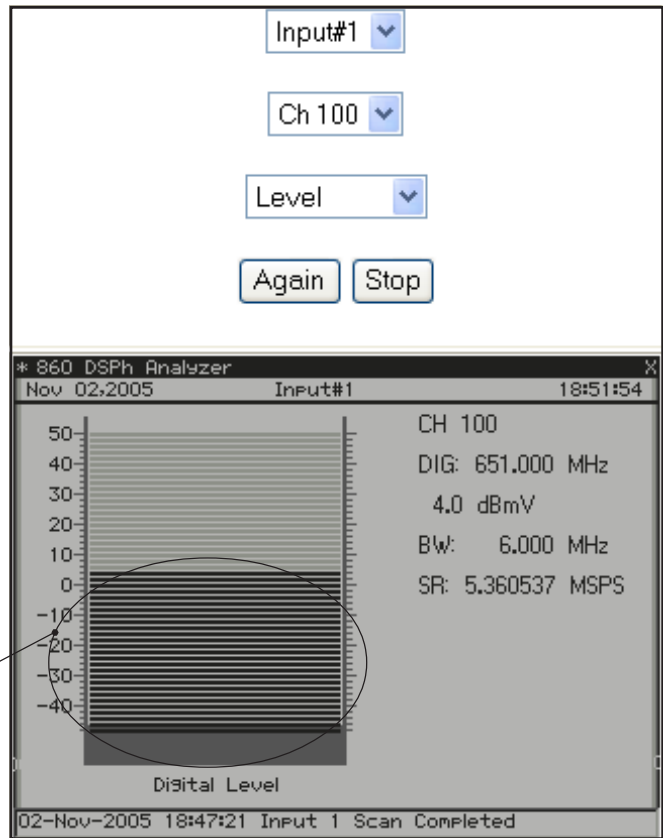 Input#1
Ch 100
Level
Again Stop
* 860 DSPh Analyzer X
Nov 02,2005 Input#1 18:51:54
CH 100
50
DIG: 651.000 MHz
40
4.0 dBmV
30
20
BW: 6.000 MHz
10
SR: 5.360537 MSPS
0
-10
-20
-30
-40
Digital Level
02-Nov-2005 18:47:21 Input 1 Scan Completed